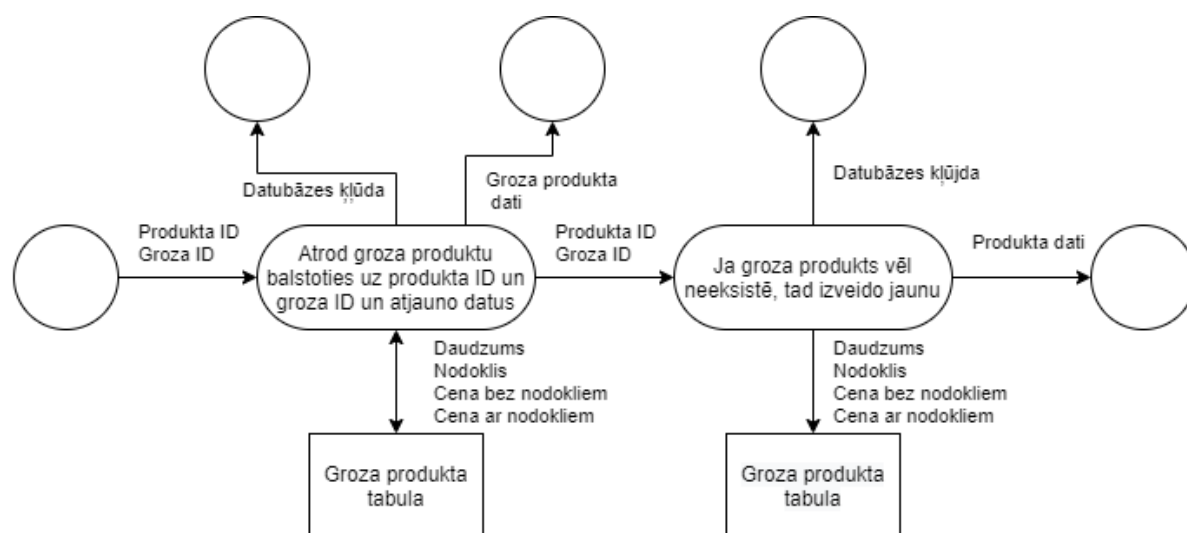 Datubāzes kļļūda
Groza produkta
dati
Datubāzes kļūjda
Produkta ID
Groza ID
Atrod groza produktu
balstoties uz produkta ID un
groza ID un atjauno datus
Produkta ID
Groza ID
Ja groza produkts vēl
neeksistē, tad izveido jaunu
Produkta dati
Daudzums
Nodoklis
Cena bez nodokliem
Cena ar nodokliem
Daudzums
Nodoklis
Cena bez nodokliem
Cena ar nodokliem
Groza produkta
tabula
Groza produkta
tabula